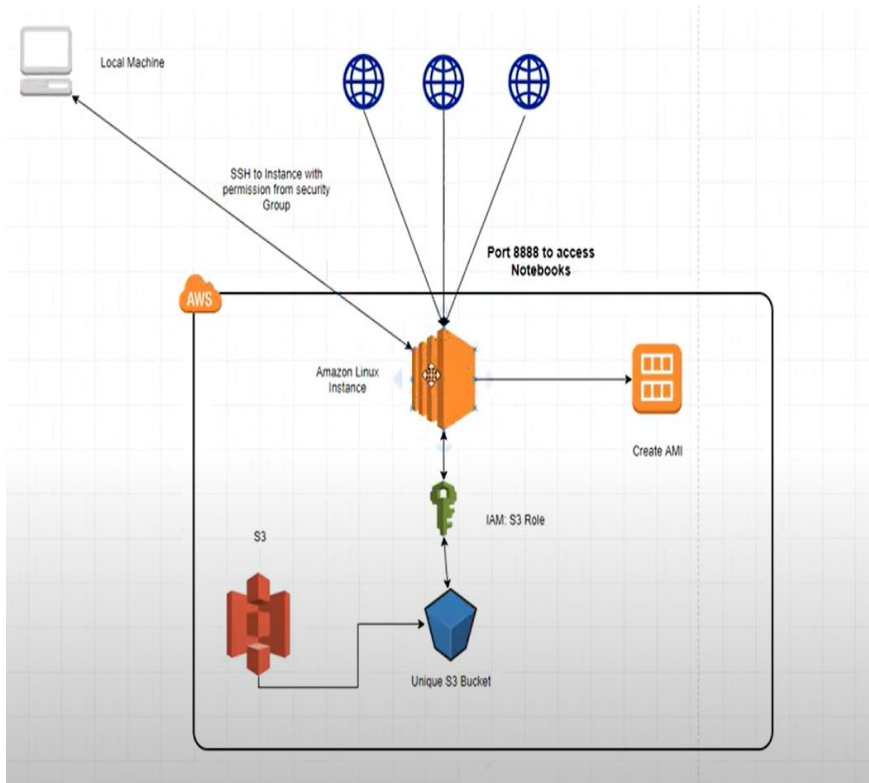 Local Machine
SSH to Instance with
permission from security
Group
Port 8888 to access
Notebooks
AWS
Amazon Linux
Instance
Create AMI
IAM: S3 Role
S3
Unique S3 Bucket